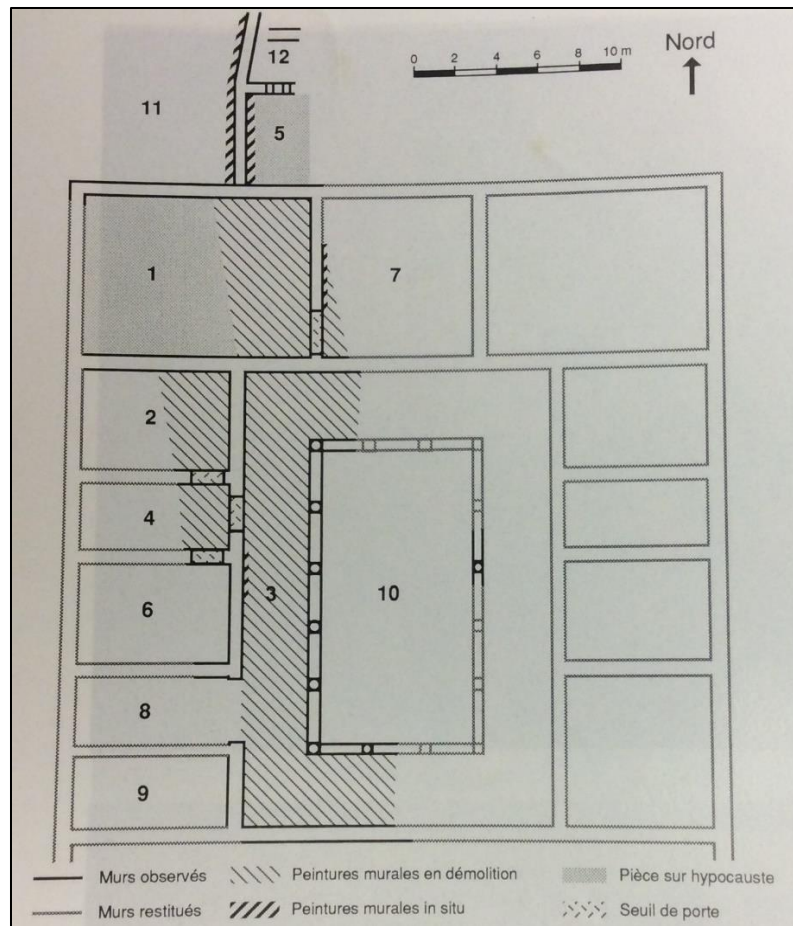 12
0 2 4 6 8 10 m
Nord
11
5
1
7
2
4
3
10
6
8
9
Murs observés
Peintures murales en démolition
Pièce sur hypocauste
Murs restitués
Peintures murales in situ
Seuil de porte